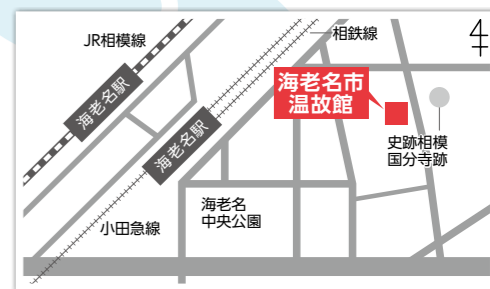 JR相模線
相鉄線
海老名駅
海老名駅
海老名市
温故館
史跡相模
国分寺跡
海老名
中央公園
小田急線